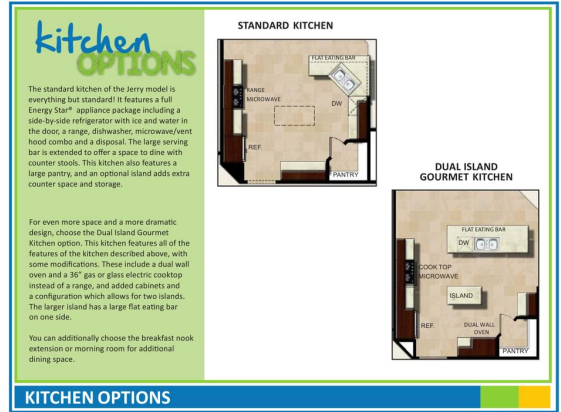 kitchen
OPTIONS
The standard kitchen of the Jerry model is
everything but standard! It features a full
Energy Star® appliance package including a
side-by-side refrigerator with ice and water in
the door, a range, dishwasher, microwave/vent
hood combo and a disposal. The large serving
bar is extended to offer a space to dine with
counter stools. This kitchen also features a
large pantry, and an optional island adds extra
counter space and storage.
For even more space and a more dramatic
design, choose the Dual Island Gourmet
Kitchen option. This kitchen features all of the
features of the kitchen described above, with
some modifications. These include a dual wall
oven and a 36" gas or glass electric cooktop
instead of a range, and added cabinets and
a configuration which allows for two islands.
The larger island has a large flat eating bar
on one side.
You can additionally choose the breakfast nook
extension or morning room for additional
dining space.
STANDARD KITCHEN
FLAT EATING BAR
RANGE
MICROWAVE
DW
REF.
PANTRY
DUAL ISLAND
GOURMET KITCHEN
FLAT EATING BAR
DW
COOK TOP
MICROWAVE
ISLAND
REF.
DUAL WALL
OVEN
PANTRY
KITCHEN OPTIONS